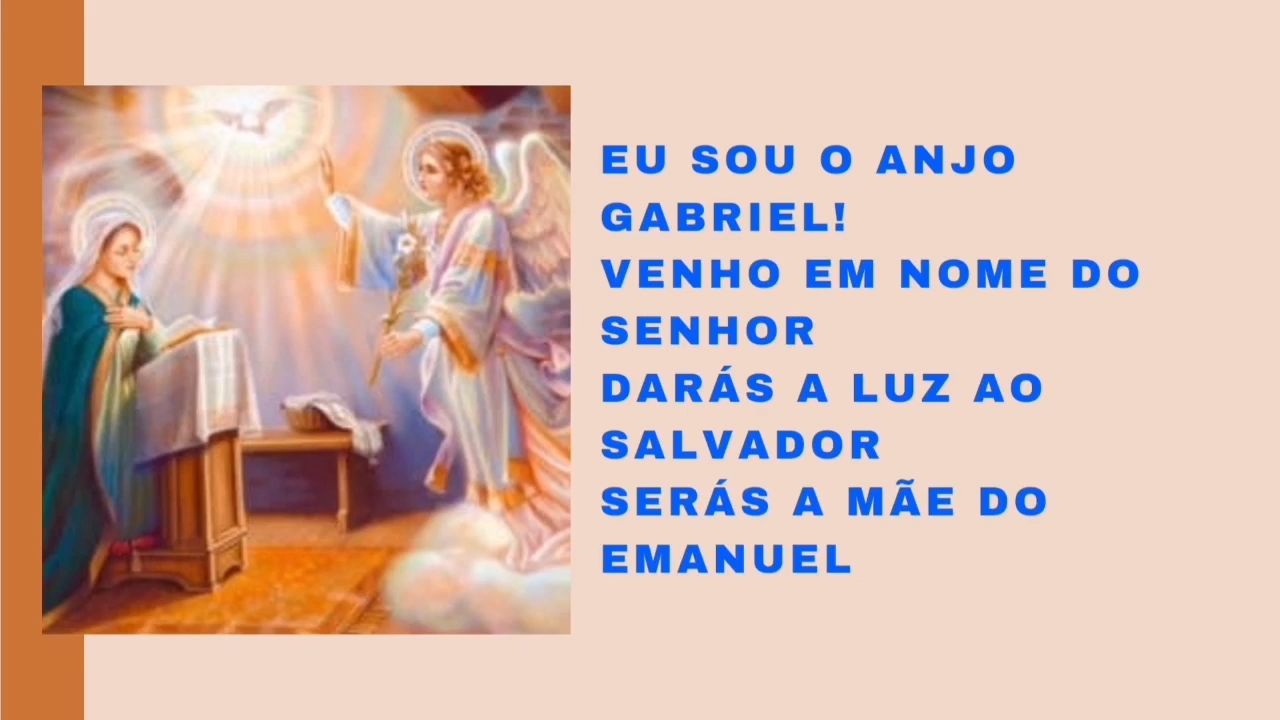 EU SOU O ANJO
GABRIEL!
VENHO EM NOME DO
SENHOR
DARÁS A LUZ AO
SALVADOR
SERÁS A MÃE DO
EMANUEL